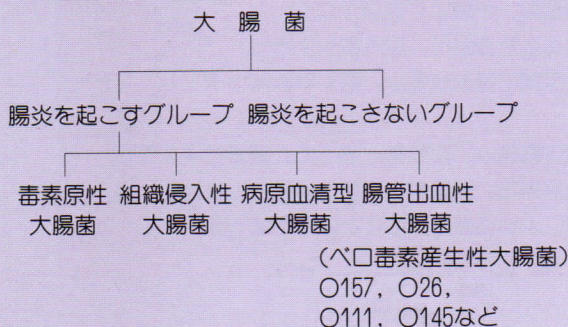 大腸菌
腸炎を起こすグループ 腸炎を起こさないグループ
毒素原性 組織侵入性 病原血清型 腸管出血性
大腸菌 大腸菌 大腸菌 大腸菌
(ベロ毒素産生性大腸菌)
O157, O26,
O111, O145など